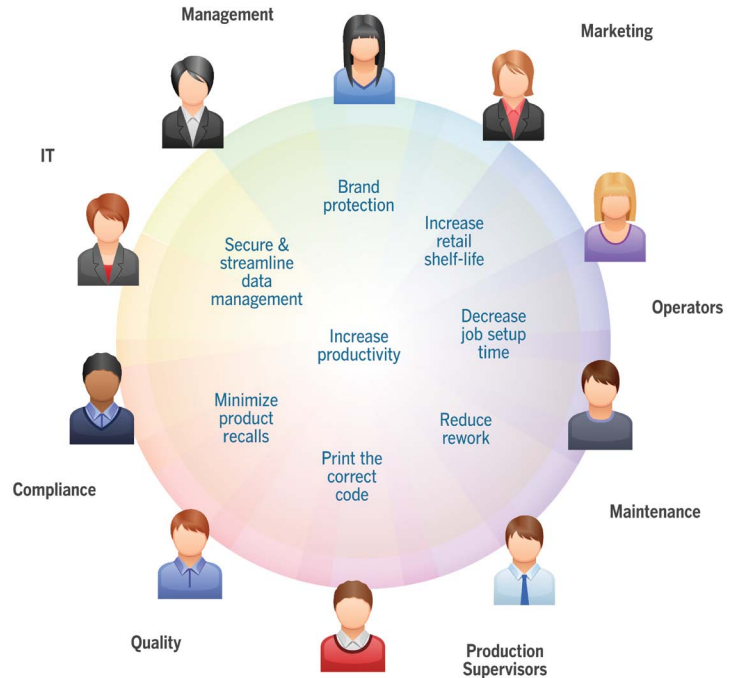 Management
Marketing
IT
Brand
protection
Increase
retail
shelf-life
Secure &
streamline
data
management
Operators
Decrease
job setup
time
Increase
productivity
Minimize
product
recalls
Reduce
rework
Print the
correct
code
Compliance
Maintenance
Quality
Production
Supervisors